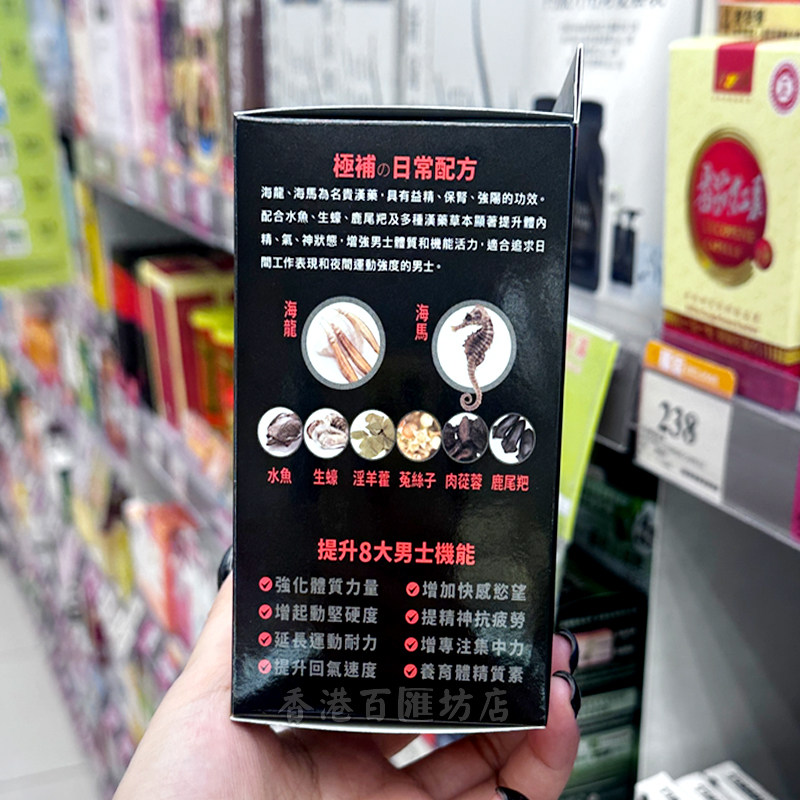 極補の日常配方
海龍、海馬為名貴漢藥，具有益精、保腎、強陽的功效。
配合水魚、生蠔、鹿尾羓及多種漢藥草本顯著提升體內
精、氣、神狀態，增強男士體質和機能活力，適合追求日
間工作表現和夜間運動強度的男士。
海龍
海馬
水魚 生蠔 淫羊藿 菟絲子 肉蓯蓉 鹿尾羓
提升8大男士機能
強化體質力量 增加快感慾望
增起動堅硬度 提精神抗疲勞
延長運動耐力 增專注集中力
提升回氣速度 養育體精質素
香港百匯坊店
238